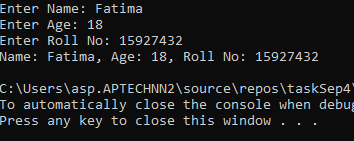 Enter Name: Fatima
Enter Age: 18
Enter Roll No: 15927432
Name: Fatima, Age: 18, Roll No: 15927432
C:\Users\asp.APTECHNN2\source\repos\taskSep4\
To automatically close the console when debug
Press any key to close this window . . .